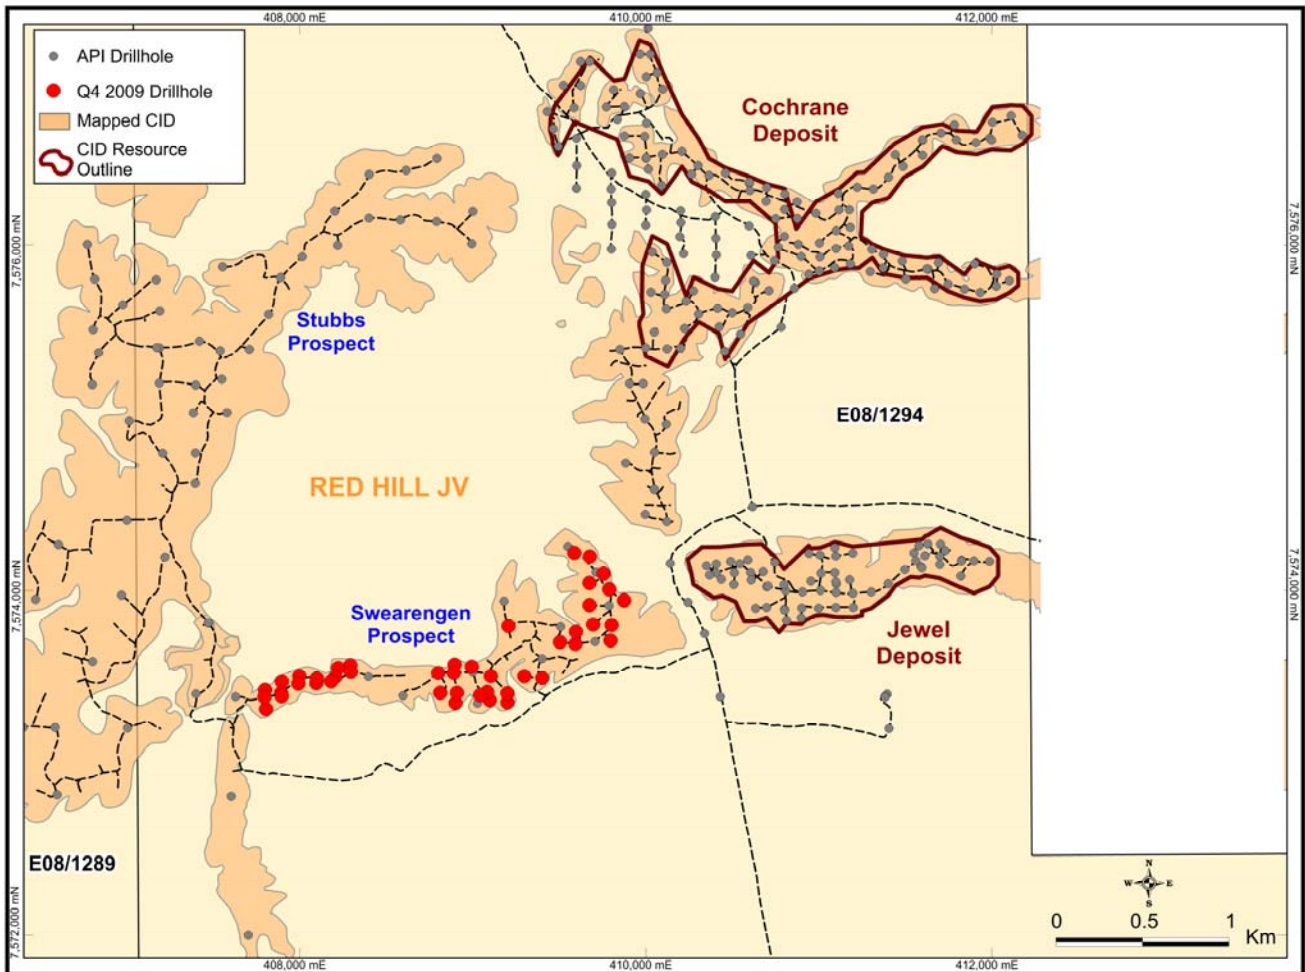 408,000 mE
410,000 mE
412,000 mE
API Drillhole
Q4 2009 Drillhole
Mapped CID
CID Resource
Outline
Cochrane
Deposit
7,576,000 mN
7,576,000 mN
Stubbs
Prospect
E08/1294
RED HILL JV
7,574,000 mN
7,574,000 mN
Swearengen
Prospect
Jewel
Deposit
E08/1289
N
W
E
S
0
0.5
1
Km
7,572,000 mN
408,000 mE
410,000 mE
412,000 mE